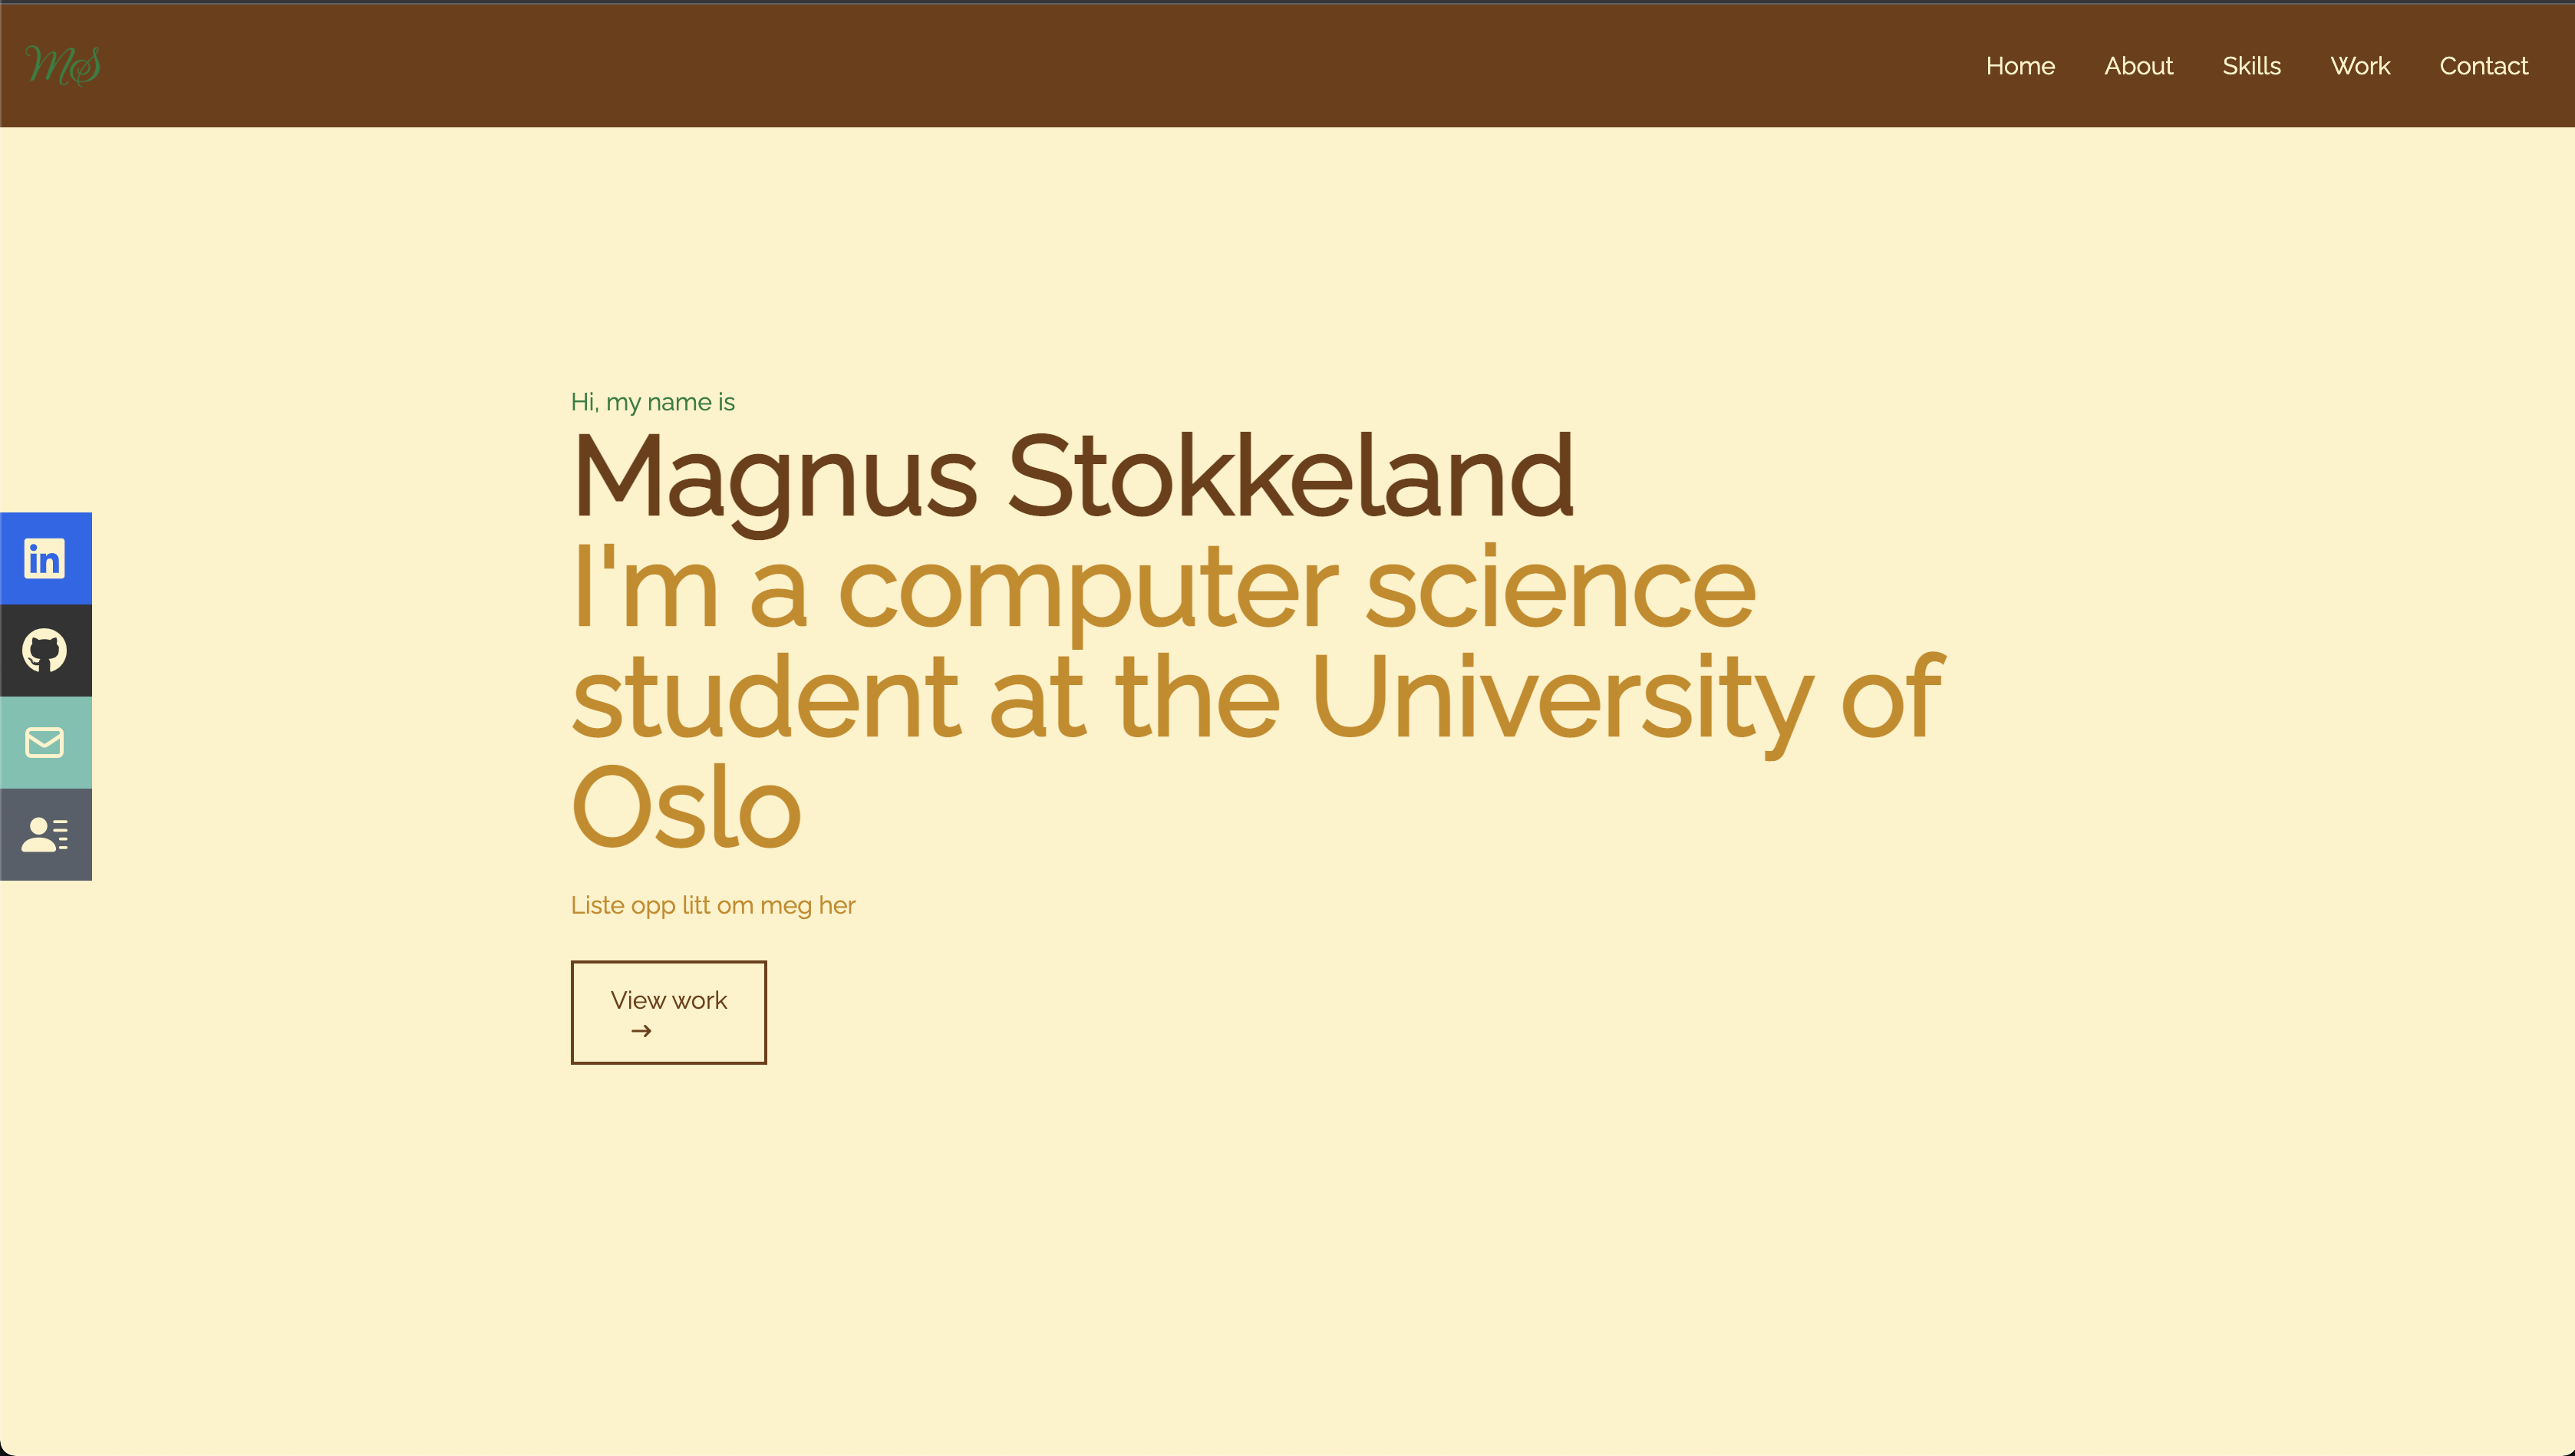 MS
Home About Skills Work Contact
Hi, my name is
Magnus Stokkeland
I'm a computer science
student at the University of
Oslo
in
Liste opp litt om meg her
View work
→